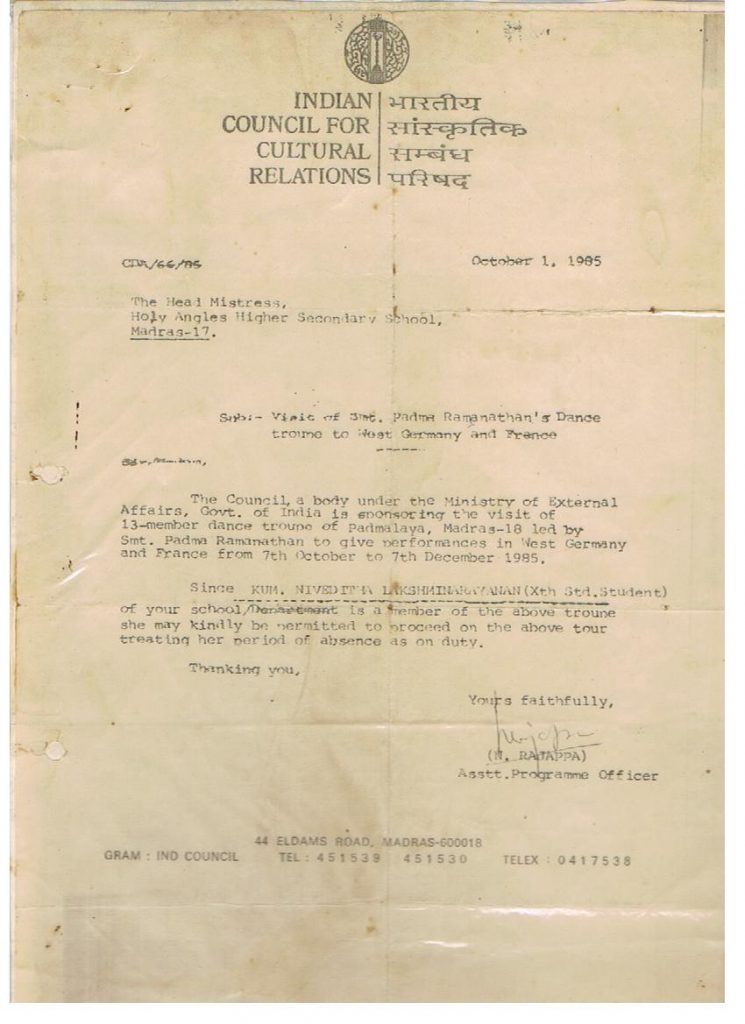 INDIAN
COUNCIL FOR
CULTURAL
RELATIONS
भारतीय
सांस्कृतिक
सम्बंध
परिषद
CDA/66/85
October 1, 1985
The Head Mistress,
Holy Angles Higher Secondary School,
Madras-17.
Sub:- Visit of Smt. Padma Ramanathan's Dance
troupe to West Germany and France
The Council, a body under the Ministry of External
Affairs, Govt. of India is sponsoring the visit of
13-member dance troupe of Padmalaya, Madras-18 led by
Smt. Padma Ramanathan to give performances in West Germany
and France from 7th October to 7th December 1985.
Since KUM. NIVEDITHA LAKSHMINARAYANAN (Xth Std.Student)
of your school/Department is a member of the above troupe
she may kindly be permitted to proceed on the above tour
treating her period of absence as on duty.
Thanking you,
Yours faithfully,
(N. RAJAPPA)
Asstt.Programme Officer
44 ELDAMS ROAD, MADRAS-600018
GRAM : IND COUNCIL TEL : 451539 451530 TELEX : 0417538